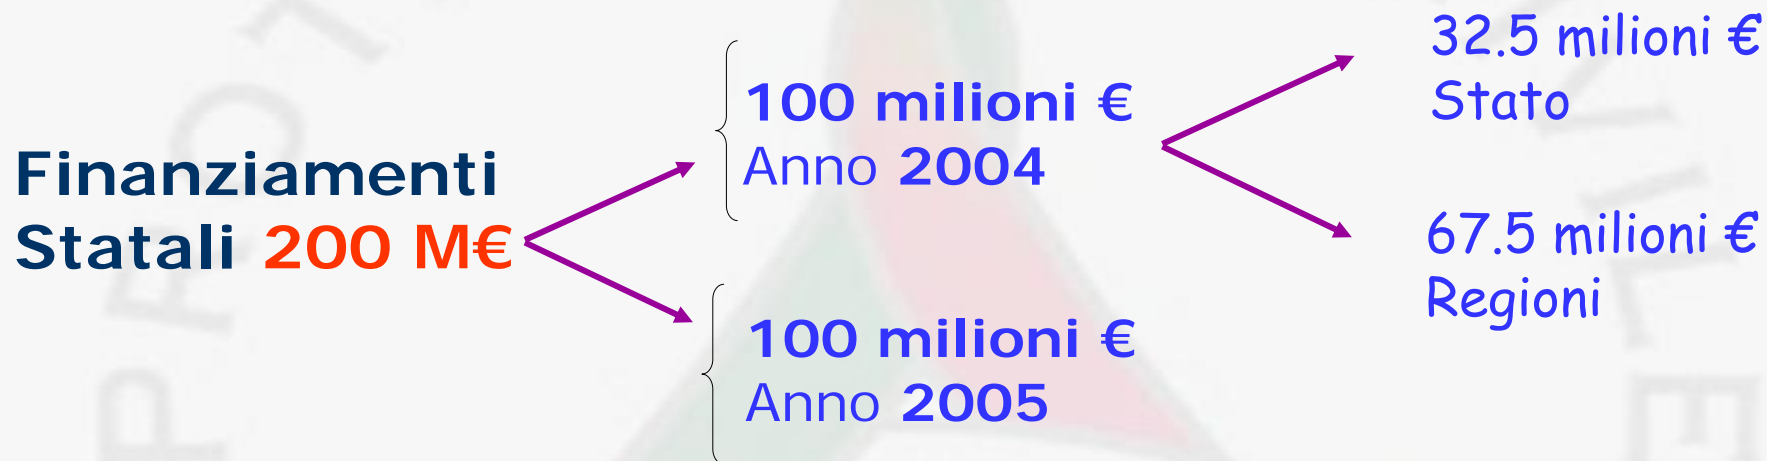 Finanziamenti
Statali 200 M€
100 milioni €
Anno 2004
100 milioni €
Anno 2005
32.5 milioni €
Stato
67.5 milioni €
Regioni